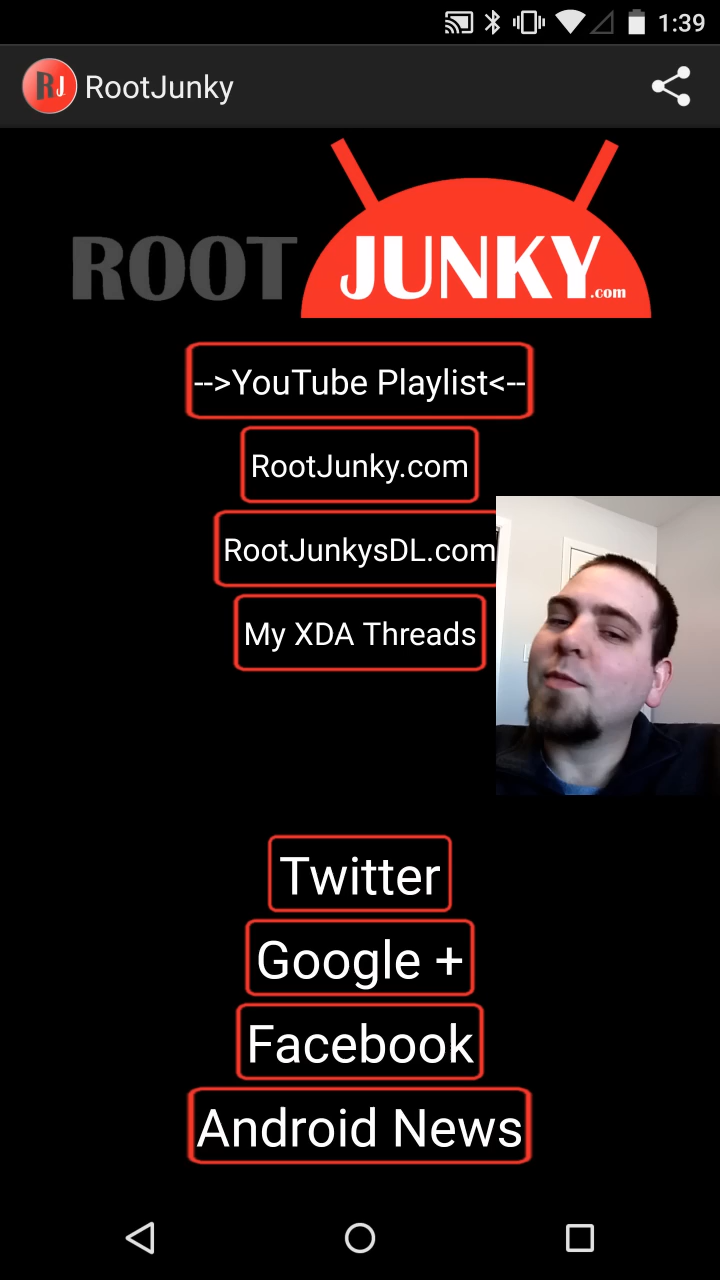 1:39
RJ RootJunky
ROOT JUNKY.com
-->YouTube Playlist<--
RootJunky.com
RootJunkysDL.com
My XDA Threads
Twitter
Google +
Facebook
Android News